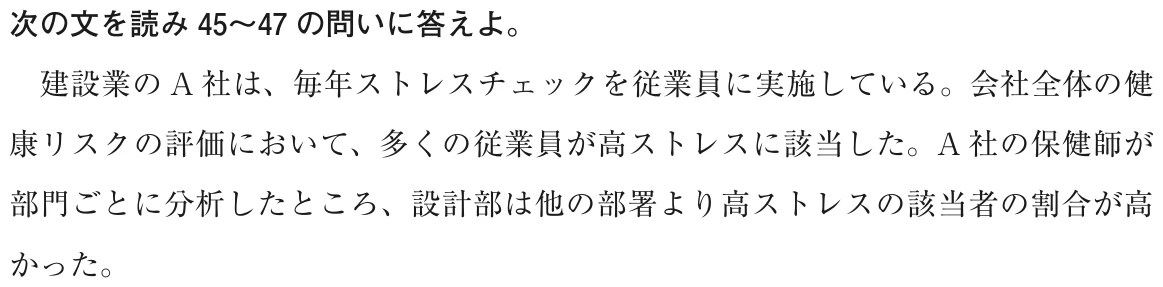 次の文を読み 45〜47 の問いに答えよ。
建設業の A 社は、毎年ストレスチェックを従業員に実施している。会社全体の健
康リスクの評価において、多くの従業員が高ストレスに該当した。A 社の保健師が
部門ごとに分析したところ、設計部は他の部署より高ストレスの該当者の割合が高
かった。